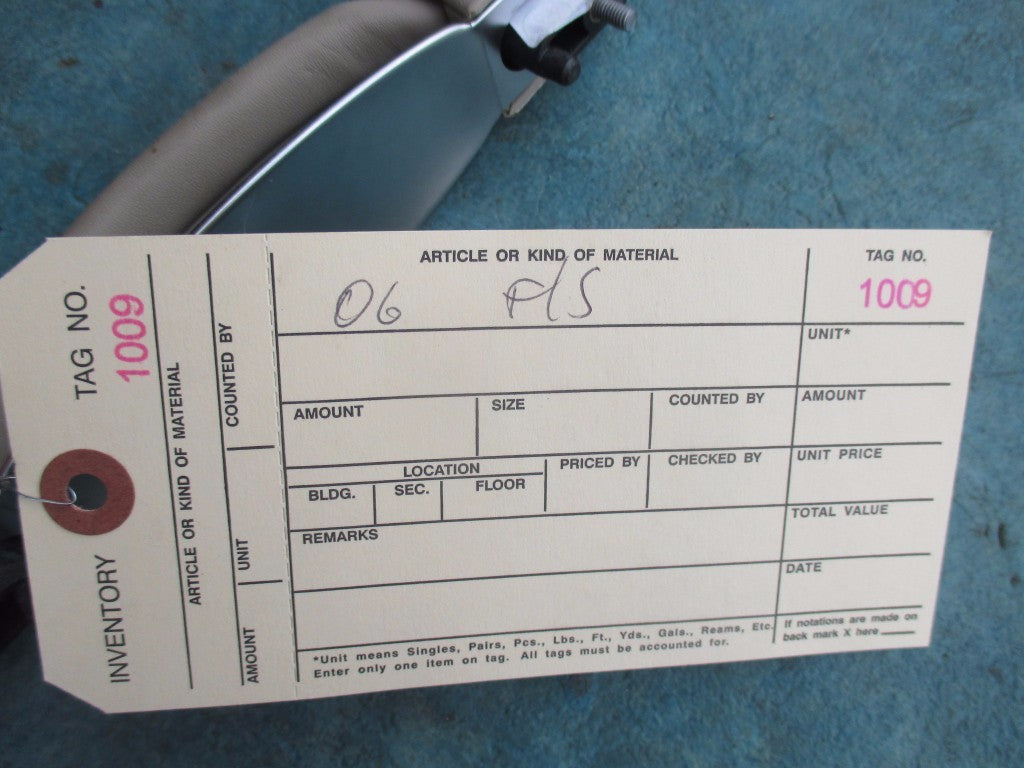 TAG NO.
1009
INVENTORY
ARTICLE OR KIND OF MATERIAL
COUNTED BY
UNIT
AMOUNT
ARTICLE OR KIND OF MATERIAL
06 F/S
TAG NO.
1009
UNIT*
AMOUNT SIZE COUNTED BY AMOUNT
LOCATION PRICED BY CHECKED BY UNIT PRICE
BLDG. SEC. FLOOR
REMARKS
TOTAL VALUE
DATE
*Unit means Singles, Pairs, Pcs., Lbs., Ft., Yds., Gals., Reams, Etc.
Enter only one item on tag. All tags must be accounted for.
If notations are made on
back mark X here